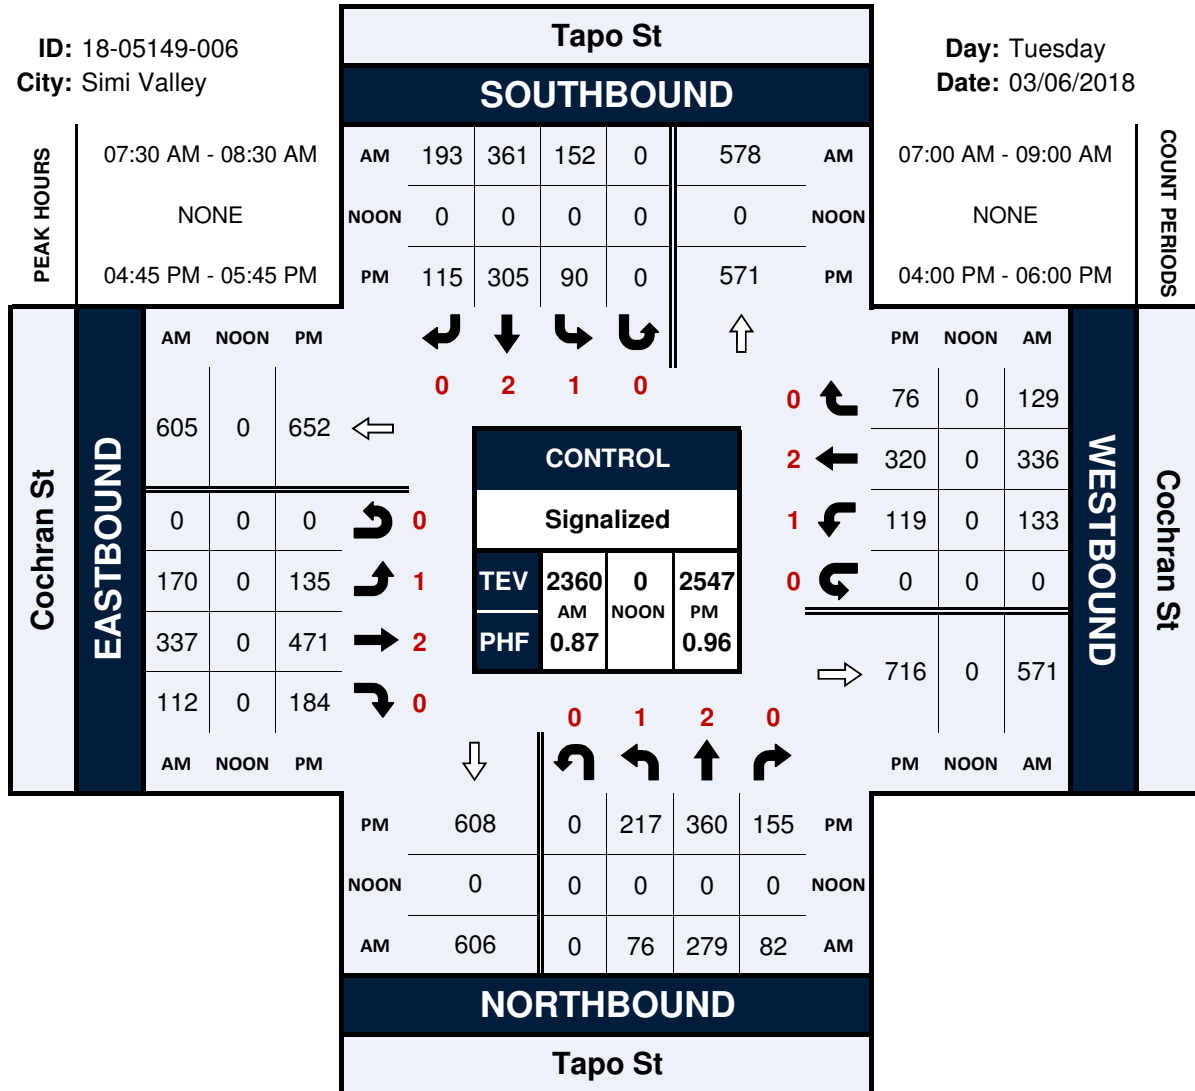 Tapo St
ID: 18-05149-006
Day: Tuesday
City: Simi Valley
Date: 03/06/2018
SOUTHBOUND
PEAK HOURS
07:30 AM - 08:30 AM
NONE
04:45 PM - 05:45 PM
AM 193 361 152 0 578 AM
NOON 0 0 0 0 0 NOON
PM 115 305 90 0 571 PM
07:00 AM - 09:00 AM
NONE
04:00 PM - 06:00 PM
COUNT PERIODS
0 2 1 0
Cochran St
EASTBOUND
AM NOON PM
605 0 652
0 0 0 0
170 0 135 1
337 0 471 2
112 0 184 0
AM NOON PM
CONTROL
Signalized
TEV 2360 0 2547
AM NOON PM
PHF 0.87 0.96
PM NOON AM
0 76 0 129
2 320 0 336
1 119 0 133
0 0 0 0
716 0 571
PM NOON AM
WESTBOUND
Cochran St
0 1 2 0
PM 608 0 217 360 155 PM
NOON 0 0 0 0 0 NOON
AM 606 0 76 279 82 AM
NORTHBOUND
Tapo St